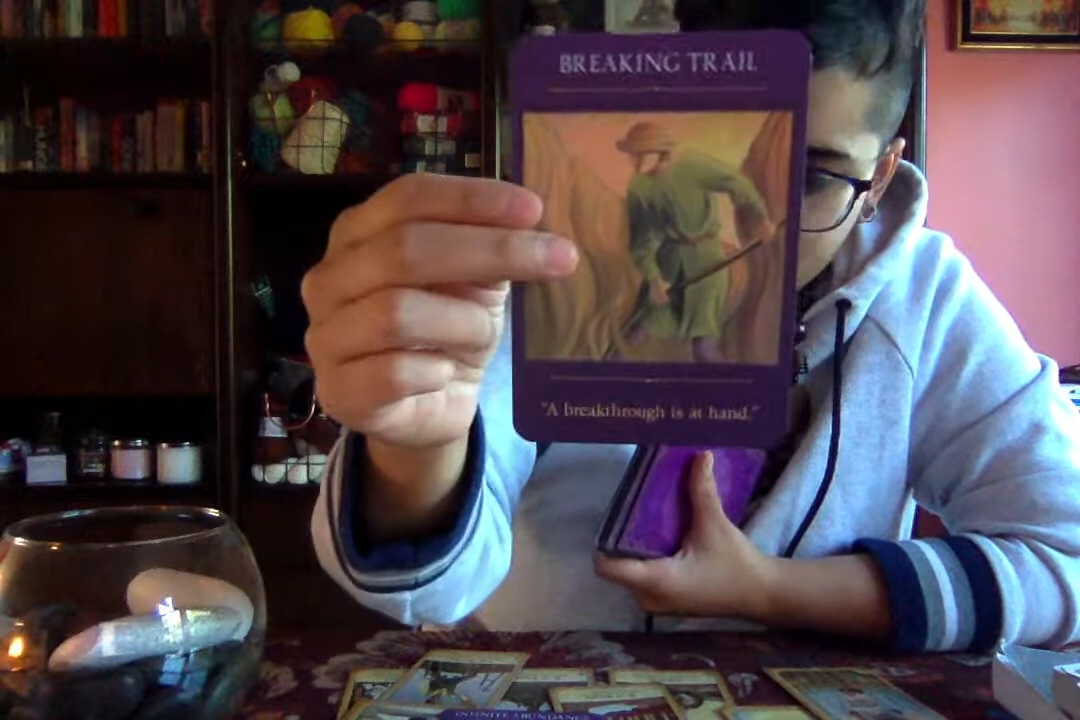 BREAKING TRAIL
"A breakthrough is at hand."
INFINITE ABUNDANCE